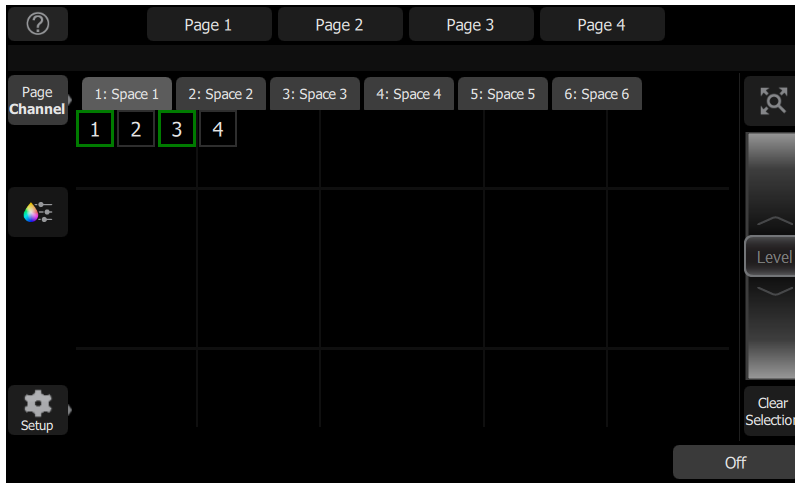 Page 1
Page 2
Page 3
Page 4
Page
Channel
1: Space 1
2: Space 2
3: Space 3
4: Space 4
5: Space 5
6: Space 6
1
2
3
4
Level
Setup
Clear
Selection
Off